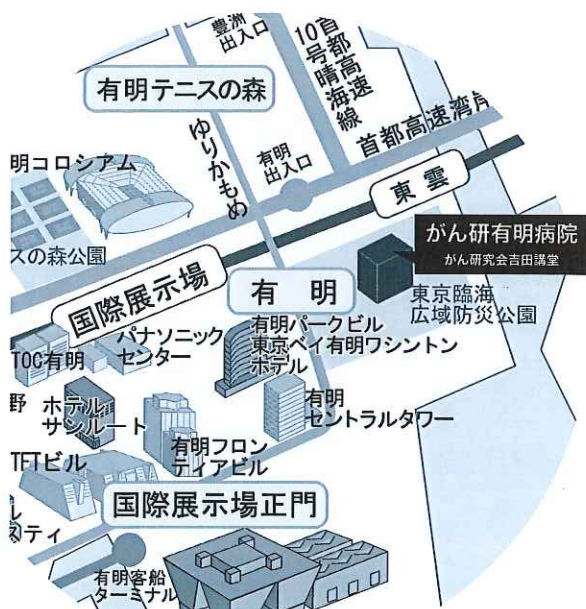 豊洲
出入口
首都高速
10号晴海線
有明テニスの森
ゆりかもめ
有明
出入口
首都高速湾岸
明コロシアム
東雲
がん研有明病院
がん研究会吉田講堂
スの森公園
国際展示場
有明
東京臨海
広域防災公園
パナソニック
センター
有明パークビル
東京ベイ有明ワシントン
ホテル
TOC有明
野
ホテル
サンルート
有明
セントラルタワー
有明フロン
ティアビル
TFTビル
ル
スティ
国際展示場正門
有明客船
ターミナル